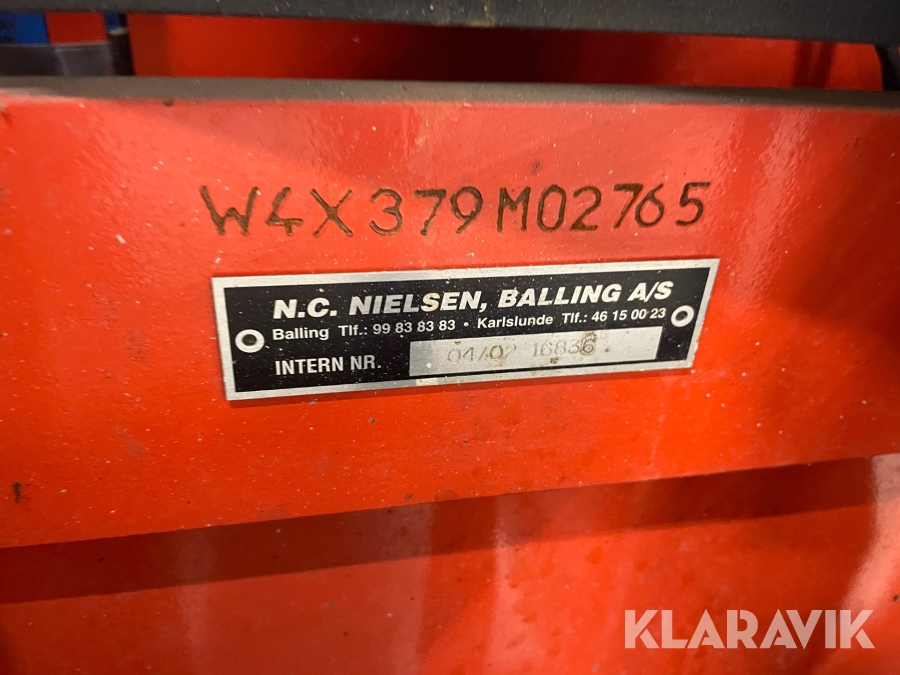 W4X379M02765
N.C. NIELSEN, BALLING A/S
Balling Tlf.: 99 83 83 83 • Karlslunde Tlf.: 46 15 00 23
INTERN NR. 04/02 16836
KLARAVIK